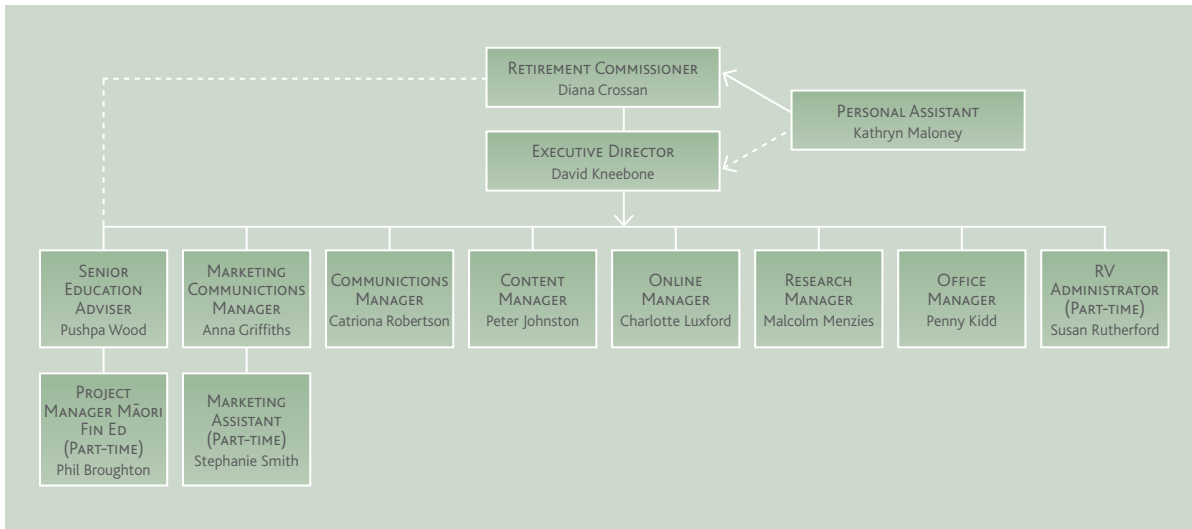 Retirement Commissioner
Diana Crossan
Personal Assistant
Kathryn Maloney
Executive Director
David Kneebone
Senior
Education
Adviser
Pushpa Wood
Marketing
Communications
Manager
Anna Griffiths
Communictions
Manager
Catriona Robertson
Content
Manager
Peter Johnston
Online
Manager
Charlotte Luxford
Research
Manager
Malcolm Menzies
Office
Manager
Penny Kidd
RV
Administrator
(Part-time)
Susan Rutherford
Project
Manager Māori
Fin Ed
(Part-time)
Phil Broughton
Marketing
Assistant
(Part-time)
Stephanie Smith